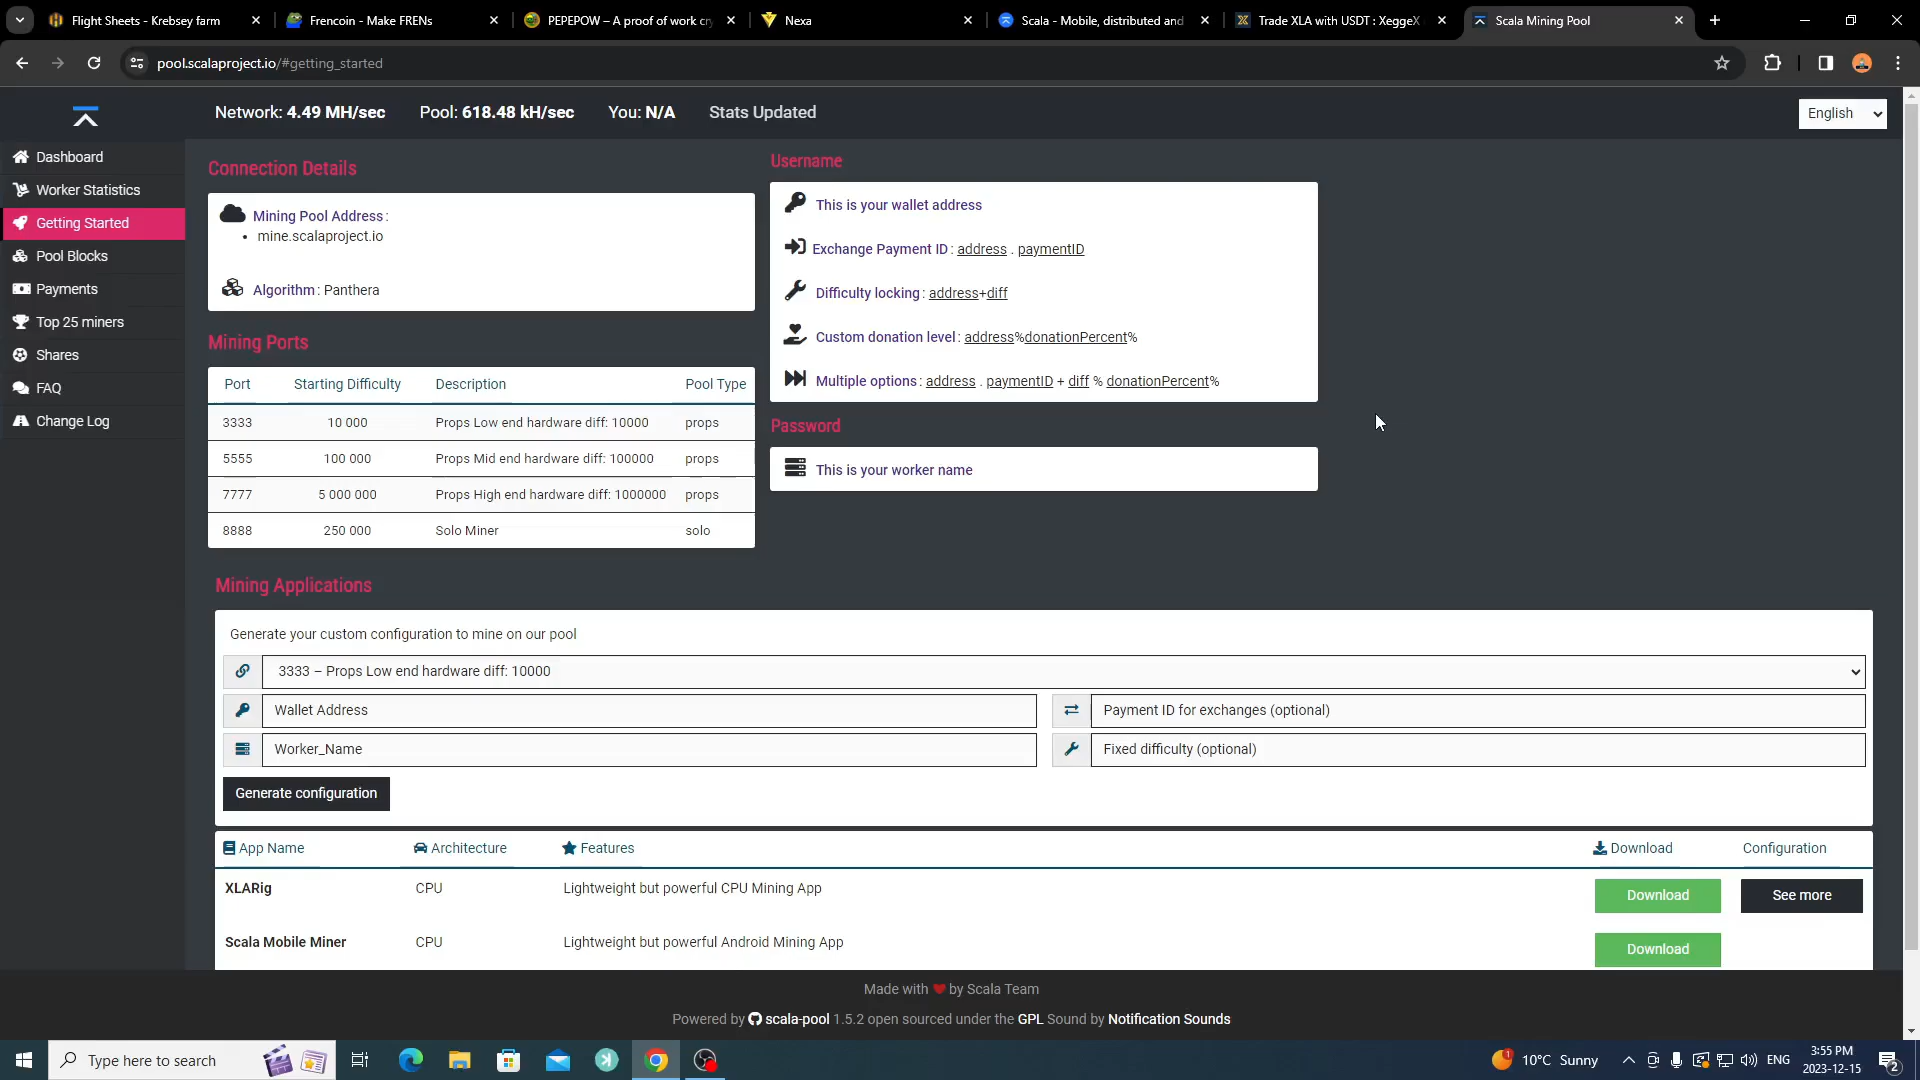 Flight Sheets - Krebsey farm
Frencoin - Make FRENs
PEPEPOW – A proof of work cr
Nexa
Scala - Mobile, distributed and
Trade XLA with USDT : XeggeX
Scala Mining Pool
pool.scalaproject.io/#getting_started
Network: 4.49 MH/sec Pool: 618.48 kH/sec You: N/A Stats Updated
English
Dashboard
Worker Statistics
Getting Started
Pool Blocks
Payments
Top 25 miners
Shares
FAQ
Change Log
Connection Details
Mining Pool Address :
• mine.scalaproject.io
Algorithm : Panthera
Mining Ports
Port Starting Difficulty Description Pool Type
3333 10 000 Props Low end hardware diff: 10000 props
5555 100 000 Props Mid end hardware diff: 100000 props
7777 5 000 000 Props High end hardware diff: 1000000 props
8888 250 000 Solo Miner solo
Username
This is your wallet address
Exchange Payment ID : address . paymentID
Difficulty locking : address+diff
Custom donation level : address%donationPercent%
Multiple options : address . paymentID + diff % donationPercent%
Password
This is your worker name
Mining Applications
Generate your custom configuration to mine on our pool
3333 – Props Low end hardware diff: 10000
Wallet Address
Payment ID for exchanges (optional)
Worker_Name
Fixed difficulty (optional)
Generate configuration
App Name Architecture Features Download Configuration
XLARig CPU Lightweight but powerful CPU Mining App Download See more
Scala Mobile Miner CPU Lightweight but powerful Android Mining App Download
Made with ❤ by Scala Team
Powered by scala-pool 1.5.2 open sourced under the GPL Sound by Notification Sounds
Type here to search
1
10°C Sunny
ENG
3:55 PM
2023-12-15
2